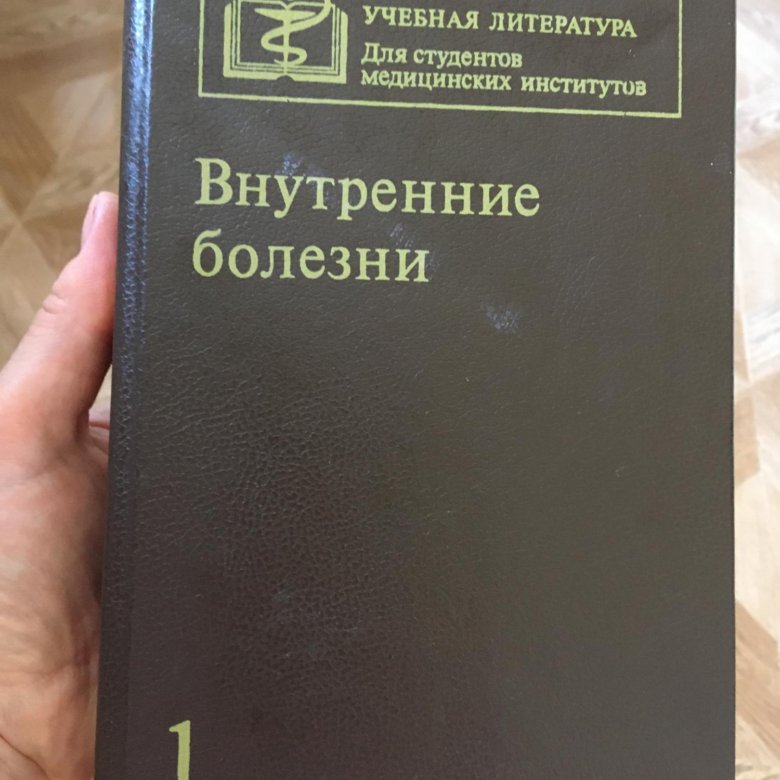 УЧЕБНАЯ ЛИТЕРАТУРА
Для студентов
медицинских институтов
Внутренние
болезни
1